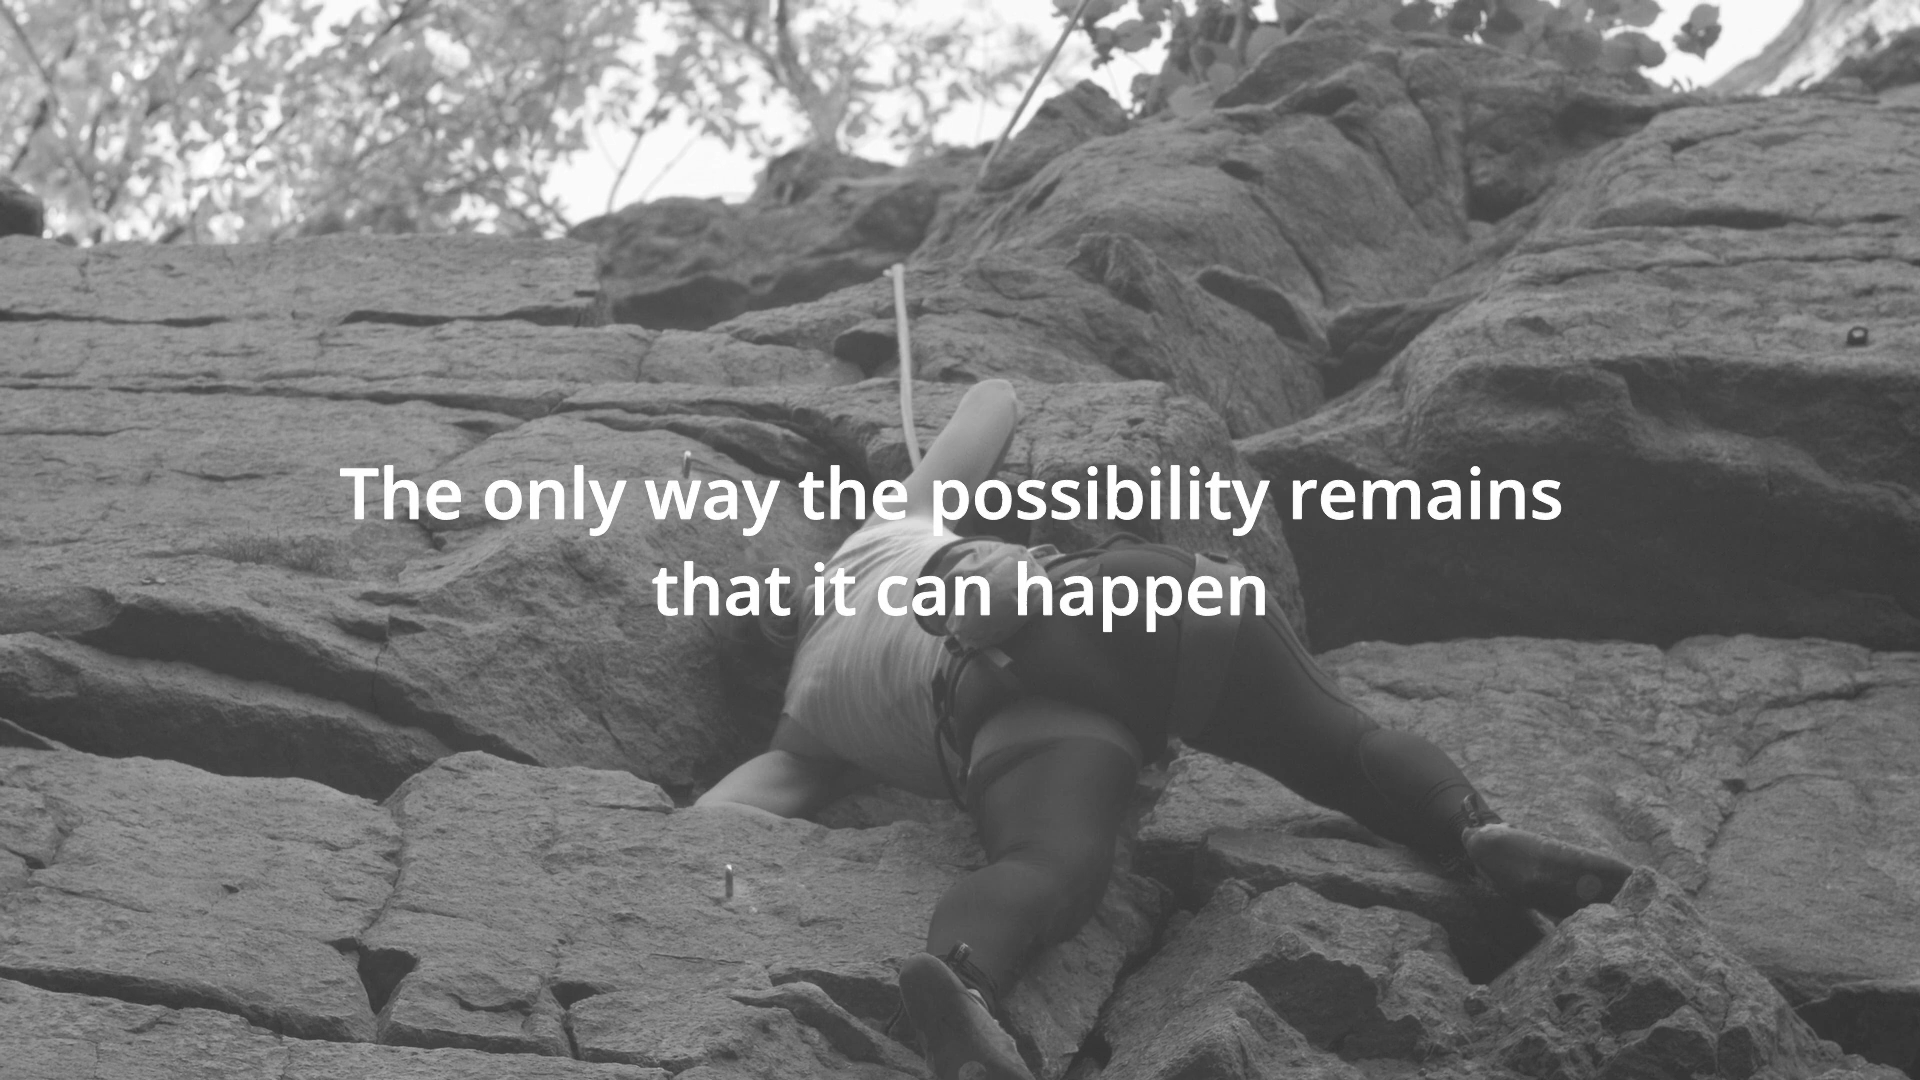 The only way the possibility remains
that it can happen